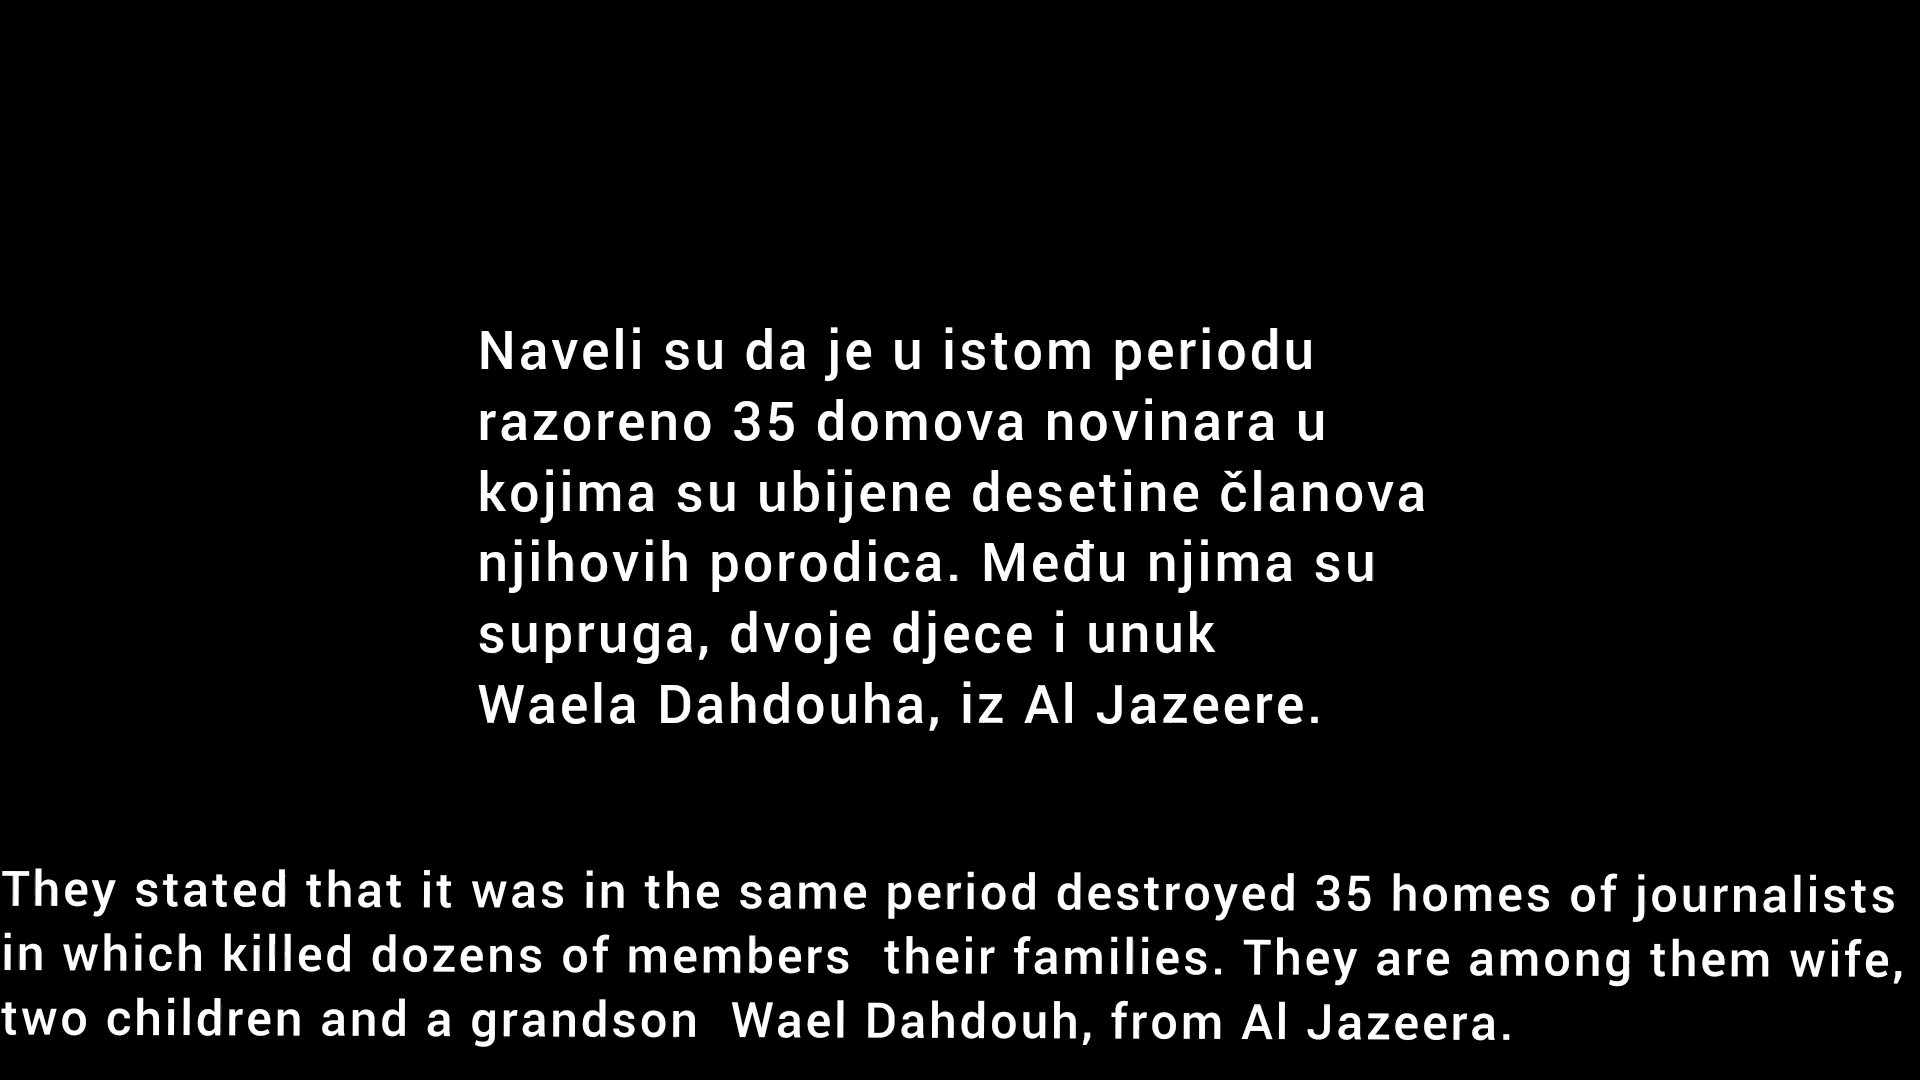 Naveli su da je u istom periodu
razoreno 35 domova novinara u
kojima su ubijene desetine članova
njihovih porodica. Među njima su
supruga, dvoje djece i unuk
Waela Dahdouha, iz Al Jazeere.
They stated that it was in the same period destroyed 35 homes of journalists
in which killed dozens of members  their families. They are among them wife,
two children and a grandson  Wael Dahdouh, from Al Jazeera.